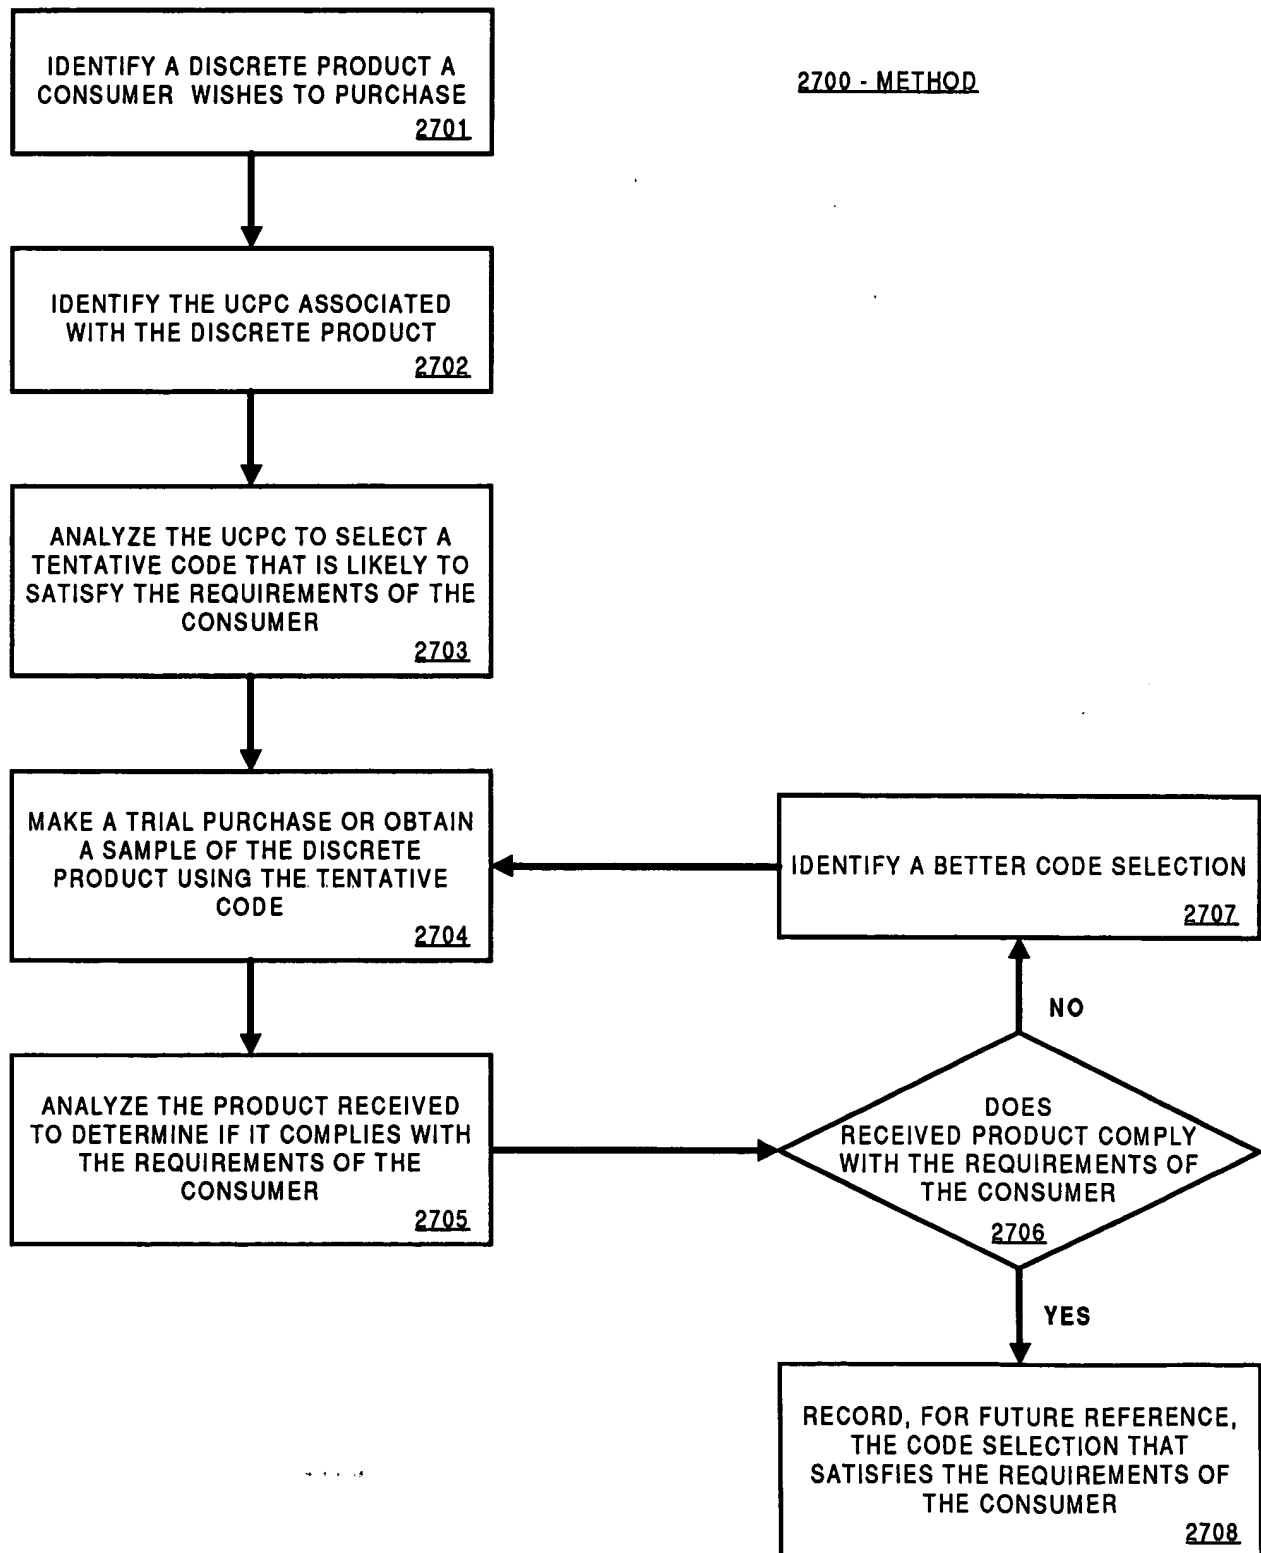 IDENTIFY A DISCRETE PRODUCT A
CONSUMER WISHES TO PURCHASE
2701
2700 - METHOD
IDENTIFY THE UCPC ASSOCIATED
WITH THE DISCRETE PRODUCT
2702
ANALYZE THE UCPC TO SELECT A
TENTATIVE CODE THAT IS LIKELY TO
SATISFY THE REQUIREMENTS OF THE
CONSUMER
2703
MAKE A TRIAL PURCHASE OR OBTAIN
A SAMPLE OF THE DISCRETE
PRODUCT USING THE TENTATIVE
CODE
2704
ANALYZE THE PRODUCT RECEIVED
TO DETERMINE IF IT COMPLIES WITH
THE REQUIREMENTS OF THE
CONSUMER
2705
DOES
RECEIVED PRODUCT COMPLY
WITH THE REQUIREMENTS OF
THE CONSUMER
2706
NO
IDENTIFY A BETTER CODE SELECTION
2707
YES
RECORD, FOR FUTURE REFERENCE,
THE CODE SELECTION THAT
SATISFIES THE REQUIREMENTS OF
THE CONSUMER
2708